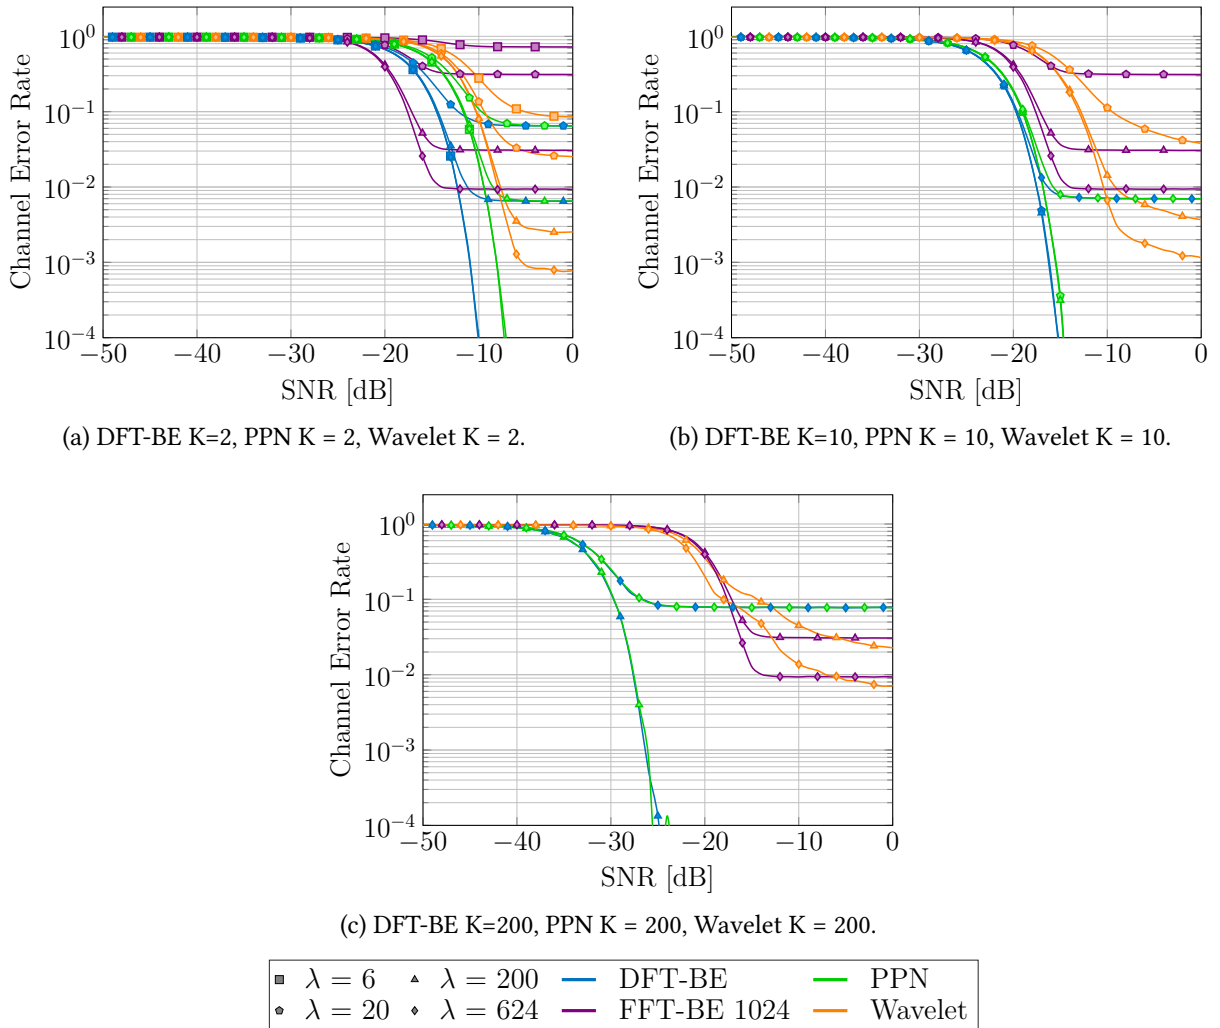 10^0
10^−1
10^−2
10^−3
10^−4
Channel Error Rate
−50 −40 −30 −20 −10 0
SNR [dB]
(a) DFT-BE K=2, PPN K = 2, Wavelet K = 2.
10^0
10^−1
10^−2
10^−3
10^−4
Channel Error Rate
−50 −40 −30 −20 −10 0
SNR [dB]
(b) DFT-BE K=10, PPN K = 10, Wavelet K = 10.
10^0
10^−1
10^−2
10^−3
10^−4
Channel Error Rate
−50 −40 −30 −20 −10 0
SNR [dB]
(c) DFT-BE K=200, PPN K = 200, Wavelet K = 200.
λ = 6 λ = 200 DFT-BE PPN
λ = 20 λ = 624 FFT-BE 1024 Wavelet